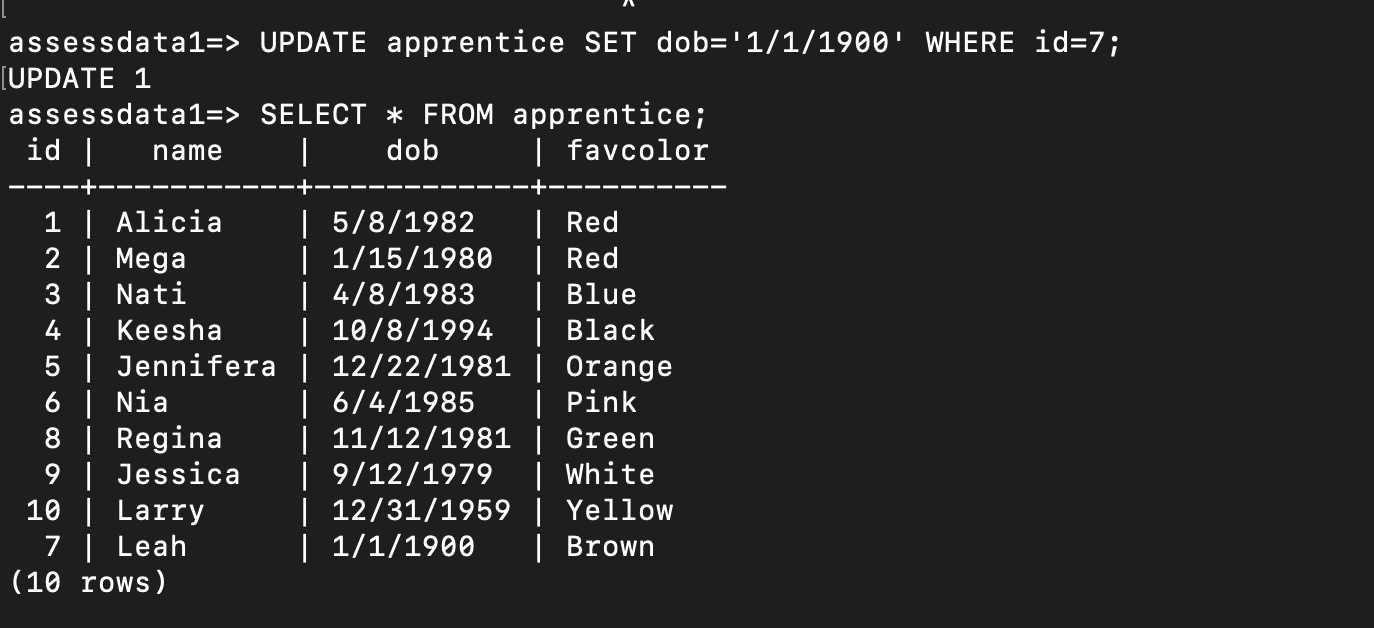 ^
assessdata1=> UPDATE apprentice SET dob='1/1/1900' WHERE id=7;
[UPDATE 1
assessdata1=> SELECT * FROM apprentice;
 id |   name    |    dob     | favcolor
----+-----------+------------+----------
  1 | Alicia    | 5/8/1982   | Red
  2 | Mega      | 1/15/1980  | Red
  3 | Nati      | 4/8/1983   | Blue
  4 | Keesha    | 10/8/1994  | Black
  5 | Jennifera | 12/22/1981 | Orange
  6 | Nia       | 6/4/1985   | Pink
  8 | Regina    | 11/12/1981 | Green
  9 | Jessica   | 9/12/1979  | White
 10 | Larry     | 12/31/1959 | Yellow
  7 | Leah      | 1/1/1900   | Brown
(10 rows)